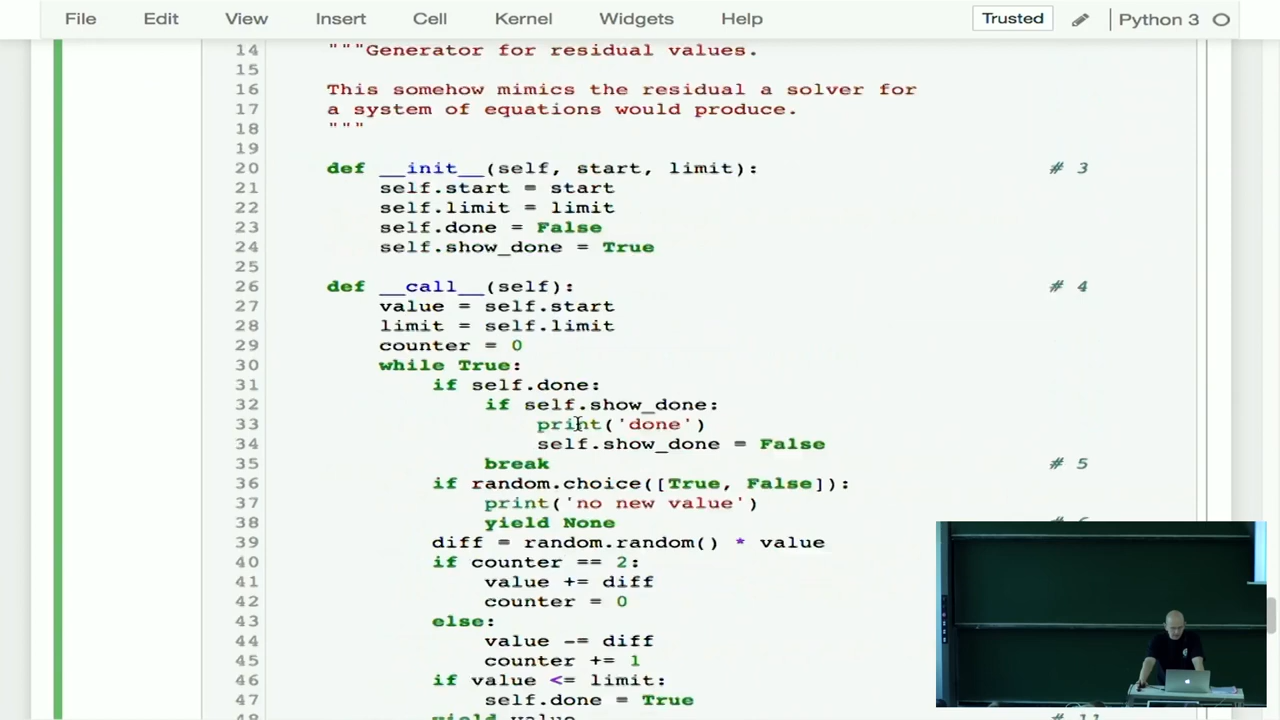 File Edit View Insert Cell Kernel Widgets Help Trusted Python 3
14 """Generator for residual values.
15
16 This somehow mimics the residual a solver for
17 a system of equations would produce.
18 """
19
20 def __init__(self, start, limit): # 3
21 self.start = start
22 self.limit = limit
23 self.done = False
24 self.show_done = True
25
26 def __call__(self): # 4
27 value = self.start
28 limit = self.limit
29 counter = 0
30 while True:
31 if self.done:
32 if self.show_done:
33 print('done')
34 self.show_done = False
35 break # 5
36 if random.choice([True, False]):
37 print('no new value')
38 yield None # 6
39 diff = random.random() * value
40 if counter == 2:
41 value += diff
42 counter = 0
43 else:
44 value -= diff
45 counter += 1
46 if value <= limit:
47 self.done = True
48 yield value # 11